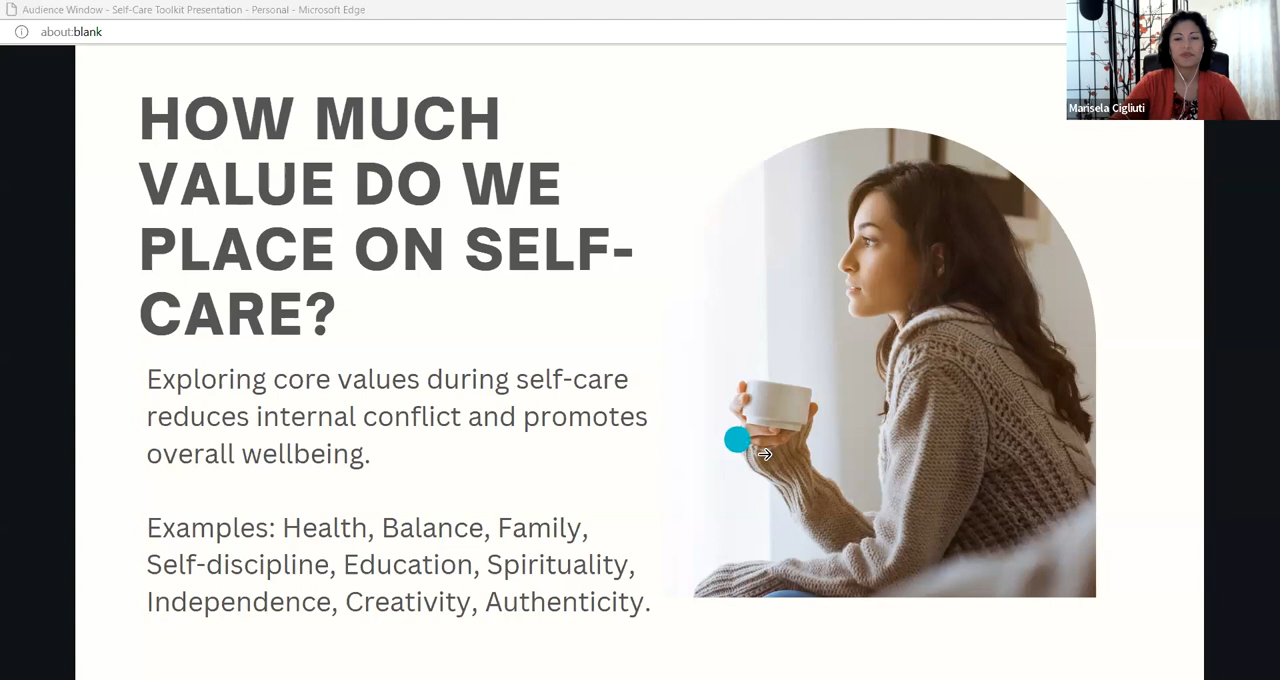 Audience Window - Self-Care Toolkit Presentation - Personal - Microsoft Edge
about:blank
Marisela Cigliuti
HOW MUCH
VALUE DO WE
PLACE ON SELF-
CARE?
Exploring core values during self-care
reduces internal conflict and promotes
overall wellbeing.
Examples: Health, Balance, Family,
Self-discipline, Education, Spirituality,
Independence, Creativity, Authenticity.